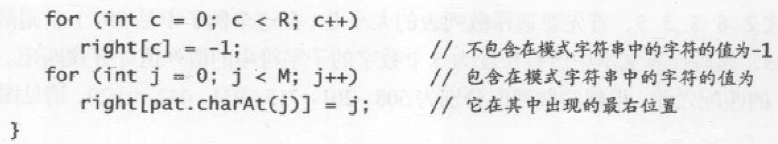 for (int c = 0; c < R; c++)
right[c] = -1; // 不包含在模式字符串中的字符的值为-1
for (int j = 0; j < M; j++) // 包含在模式字符串中的字符的值为
right[pat.charAt(j)] = j; // 它在其中出现的最右位置
}